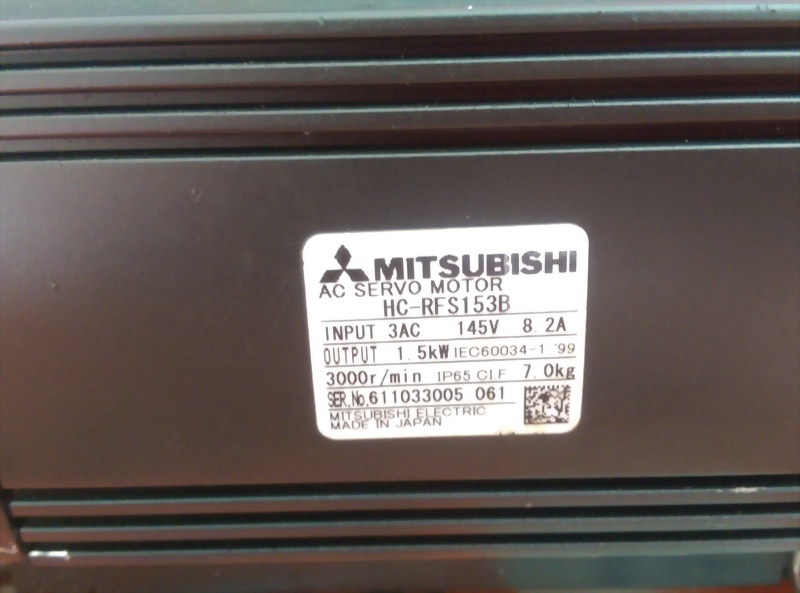 MITSUBISHI
AC SERVO MOTOR
HC-RFS153B
INPUT 3AC 145V 8.2A
OUTPUT 1.5kW IEC60034-1 '99
3000r/min IP65 CI F 7.0kg
SER.No.611033005 061
MITSUBISHI ELECTRIC
MADE IN JAPAN